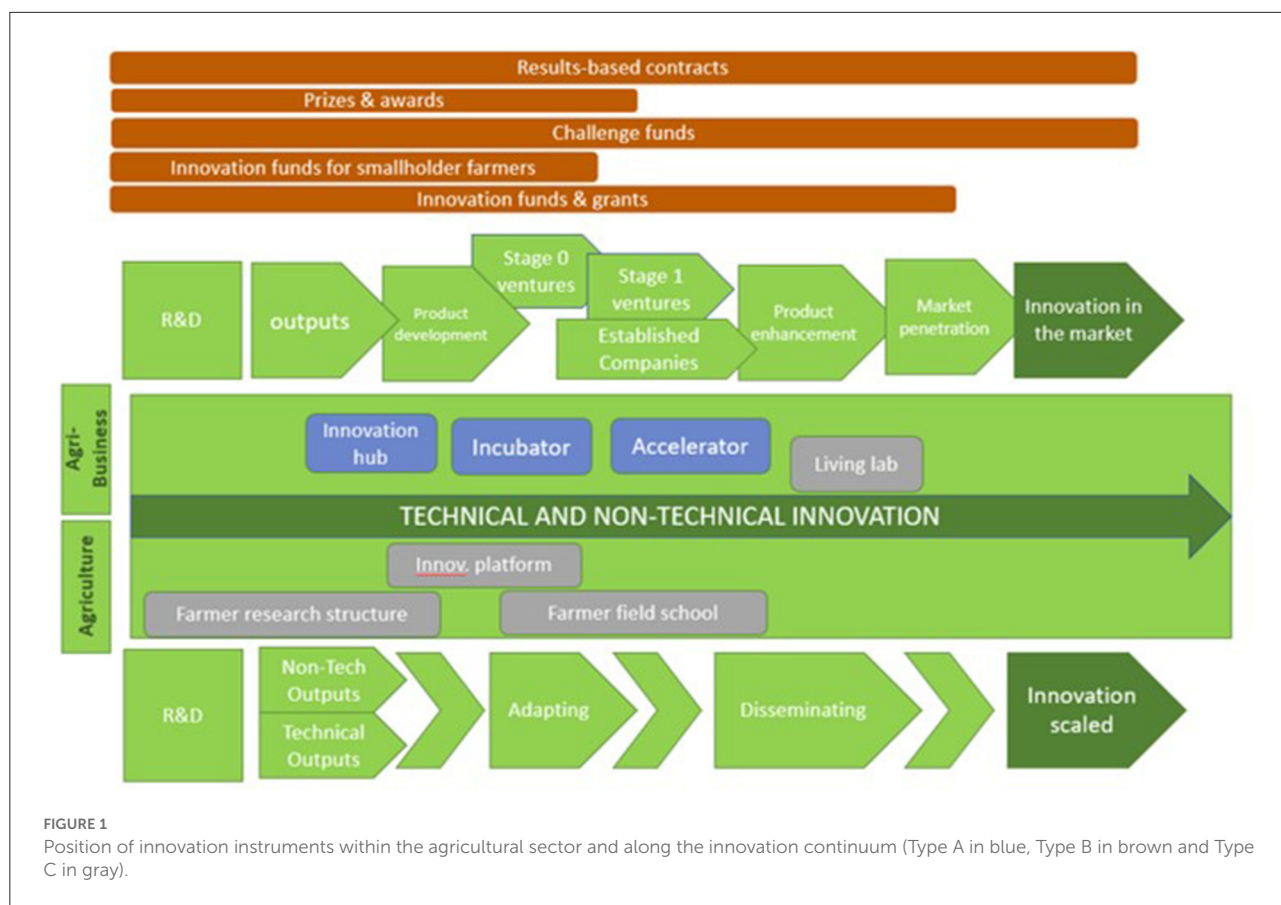 Results-based contracts
Prizes & awards
Challenge funds
Innovation funds for smallholder farmers
Innovation funds & grants
R&D
outputs
Product
development
Stage 0
ventures
Stage 1
ventures
Established
Companies
Product
enhancement
Market
penetration
Innovation in
the market
Agri-
Business
Innovation
hub
Incubator
Accelerator
Living lab
TECHNICAL AND NON-TECHNICAL INNOVATION
Agriculture
Innov. platform
Farmer research structure
Farmer field school
R&D
Non-Tech
Outputs
Technical
Outputs
Adapting
Disseminating
Innovation
scaled
FIGURE 1
Position of innovation instruments within the agricultural sector and along the innovation continuum (Type A in blue, Type B in brown and Type
C in gray).